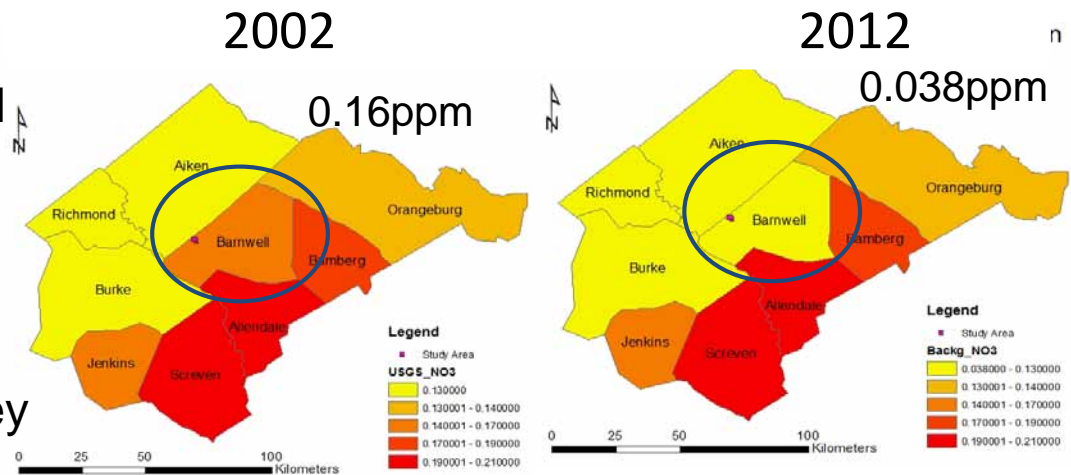 2002
0.16ppm
N
Aiken
Richmond
Orangeburg
Barnwell
Bamberg
Burke
Allendale
Jenkins
Screven
Legend
Study Area
USGS_NO3
0.130000
0.130001 - 0.140000
0.140001 - 0.170000
0.170001 - 0.190000
0.190001 - 0.210000
0 25 50 100
Kilometers
ey
2012
n
0.038ppm
N
Aiken
Richmond
Orangeburg
Barnwell
Bamberg
Burke
Allendale
Jenkins
Screven
Legend
Study Area
Backg_NO3
0.038000 - 0.130000
0.130001 - 0.140000
0.140001 - 0.170000
0.170001 - 0.190000
0.190001 - 0.210000
0 25 50 100
Kilometers